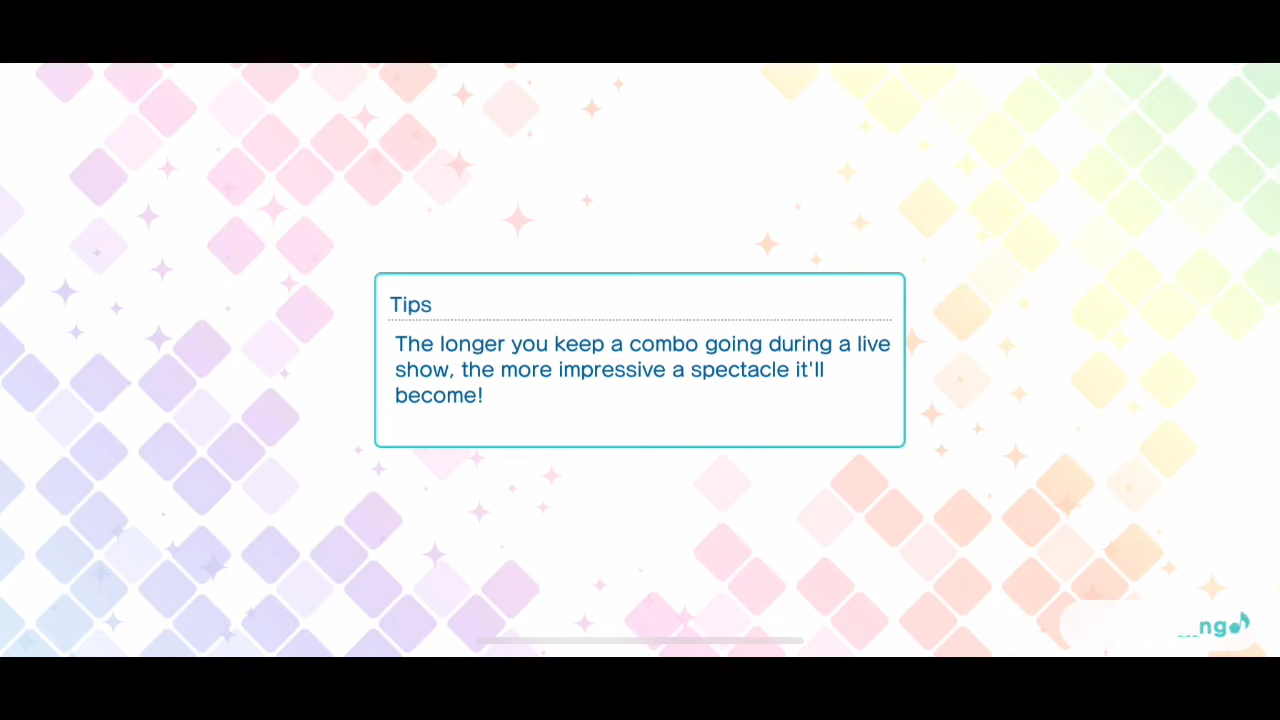 Tips
The longer you keep a combo going during a live
show, the more impressive a spectacle it'll
become!